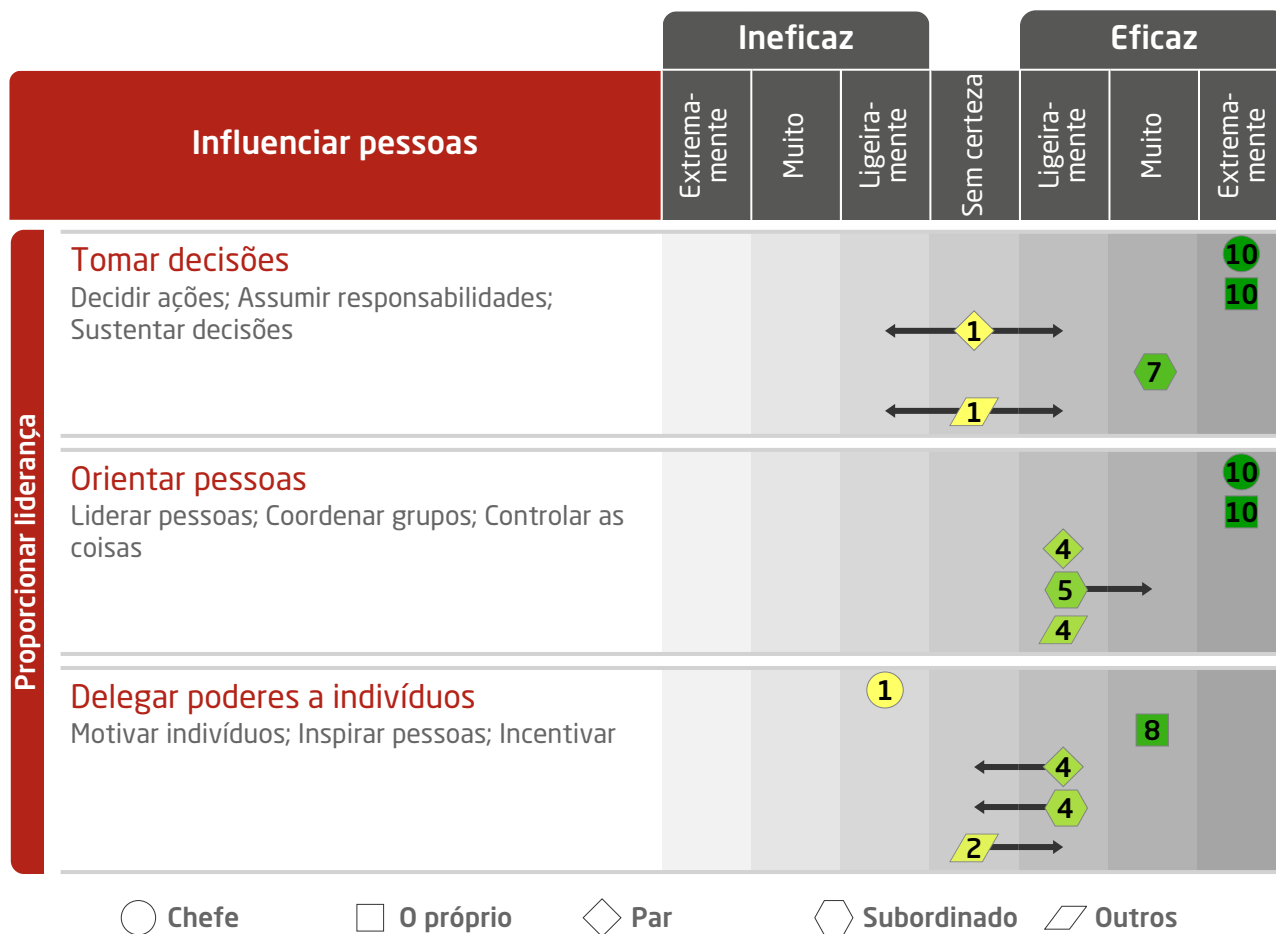 Ineficaz
Eficaz
Influenciar pessoas
Extrema-
mente
Muito
Ligeira-
mente
Sem certeza
Ligeira-
mente
Muito
Extrema-
mente
Proporcionar liderança
Tomar decisões
Decidir ações; Assumir responsabilidades;
Sustentar decisões
10
10
1
7
1
Orientar pessoas
Liderar pessoas; Coordenar grupos; Controlar as
coisas
10
10
4
5
4
Delegar poderes a indivíduos
Motivar indivíduos; Inspirar pessoas; Incentivar
1
8
4
4
2
Chefe
O próprio
Par
Subordinado
Outros